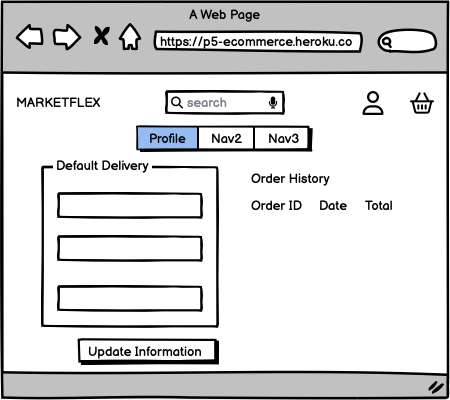 A Web Page
https://p5-ecommerce.heroku.co
MARKETFLEX
search
Profile Nav2 Nav3
Default Delivery
Order History
Order ID Date Total
Update Information